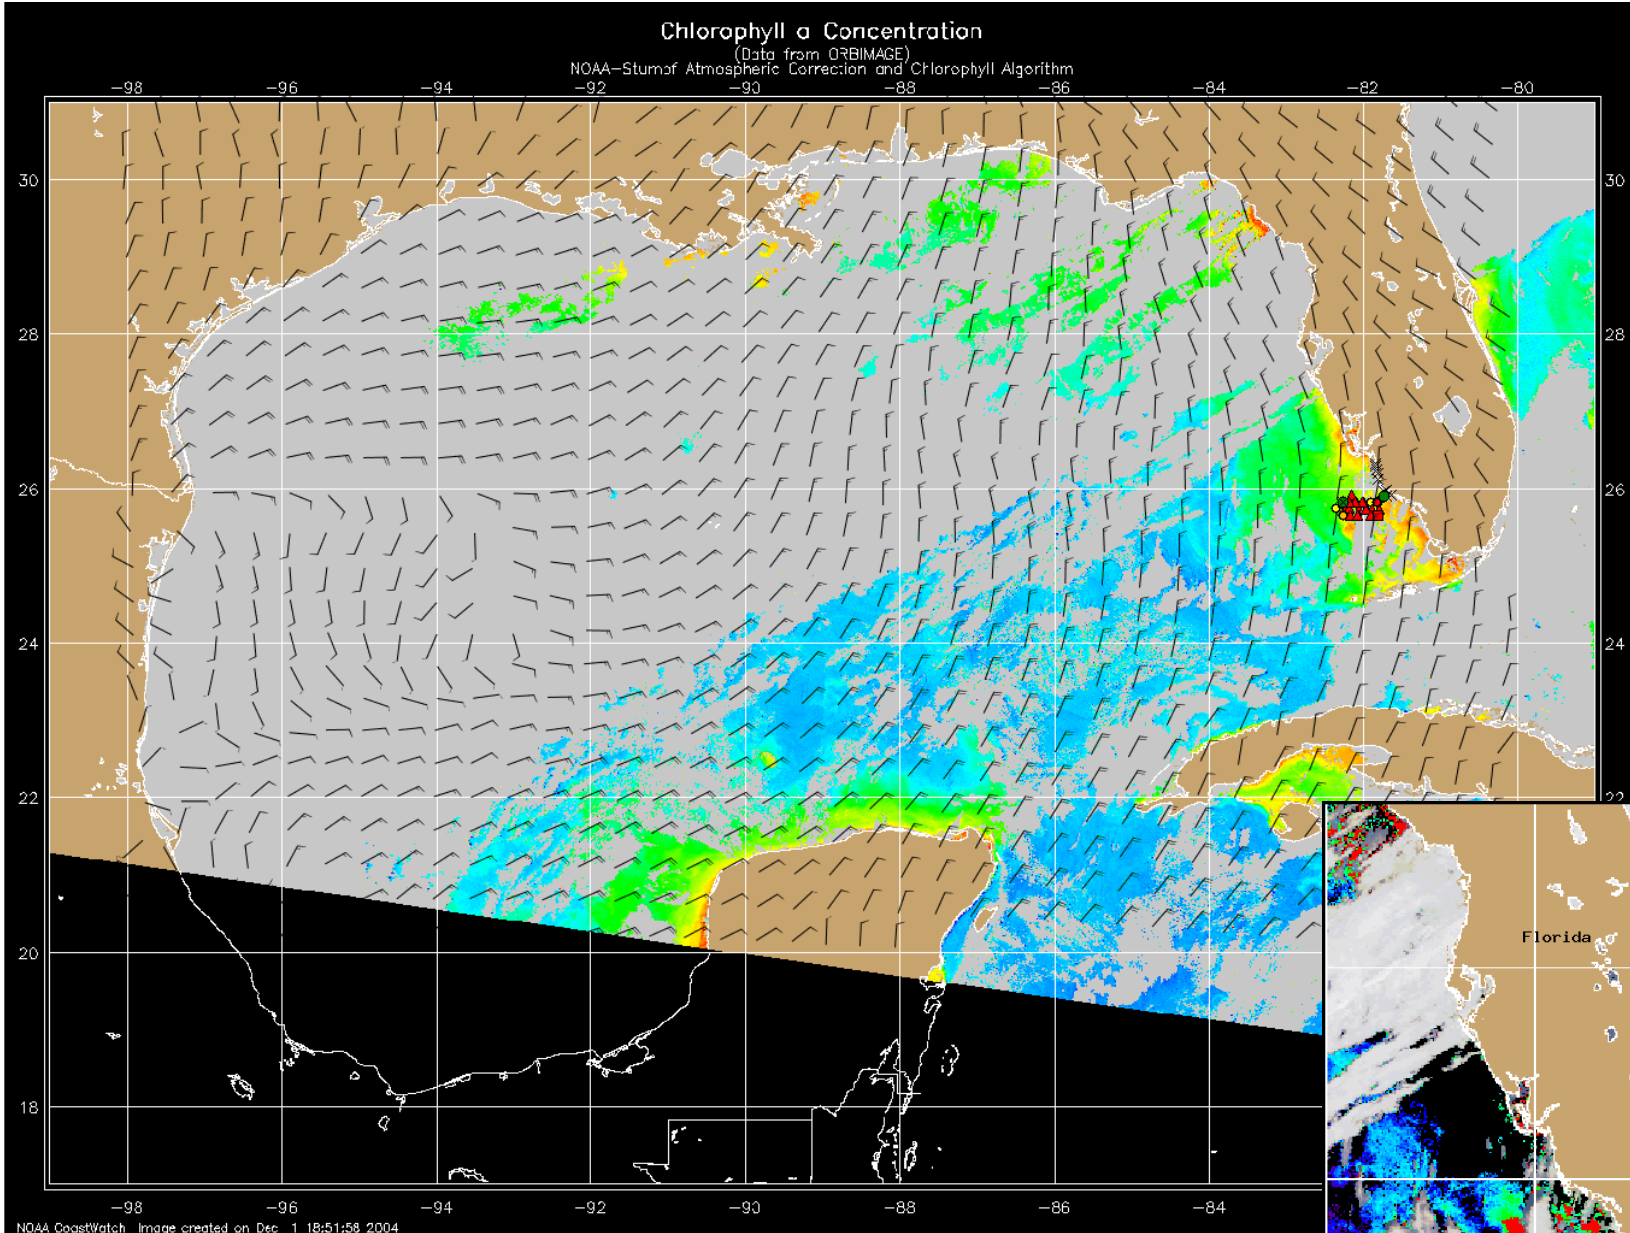 Chlorophyll a Concentration
(Data from ORBIMAGE)
NOAA-Stumpf Atmospheric Correction and Chlorophyll Algorithm
-98 -96 -94 -92 -90 -88 -86 -84 -82 -80
30 30
28 28
26 26
24 24
22 22
20
Florida
18
-98 -96 -94 -92 -90 -88 -86 -84
NOAA CoastWatch Image created on Dec 1 18:51:58 2004